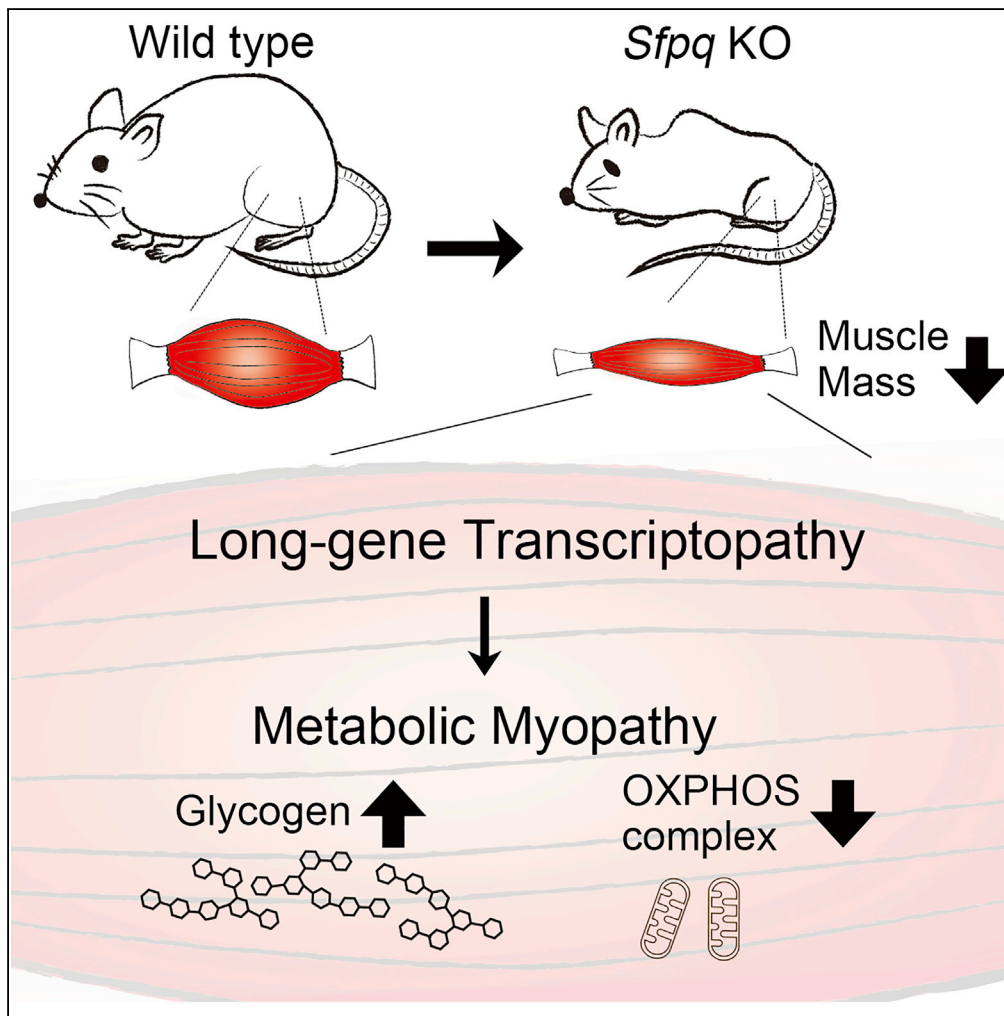 Wild type
Sfpq KO
Muscle
Mass
Long-gene Transcriptopathy
Metabolic Myopathy
Glycogen
OXPHOS
complex